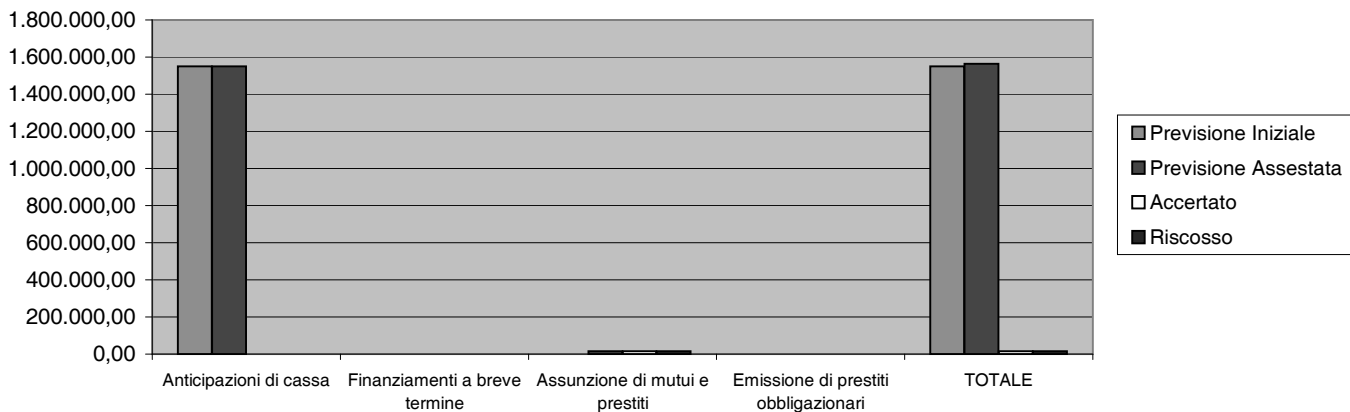 1.800.000,00
1.600.000,00
1.400.000,00
1.200.000,00
1.000.000,00
800.000,00
600.000,00
400.000,00
200.000,00
0,00
Anticipazioni di cassa
Finanziamenti a breve
termine
Assunzione di mutui e
prestiti
Emissione di prestiti
obbligazionari
TOTALE
Previsione Iniziale
Previsione Assestata
Accertato
Riscosso